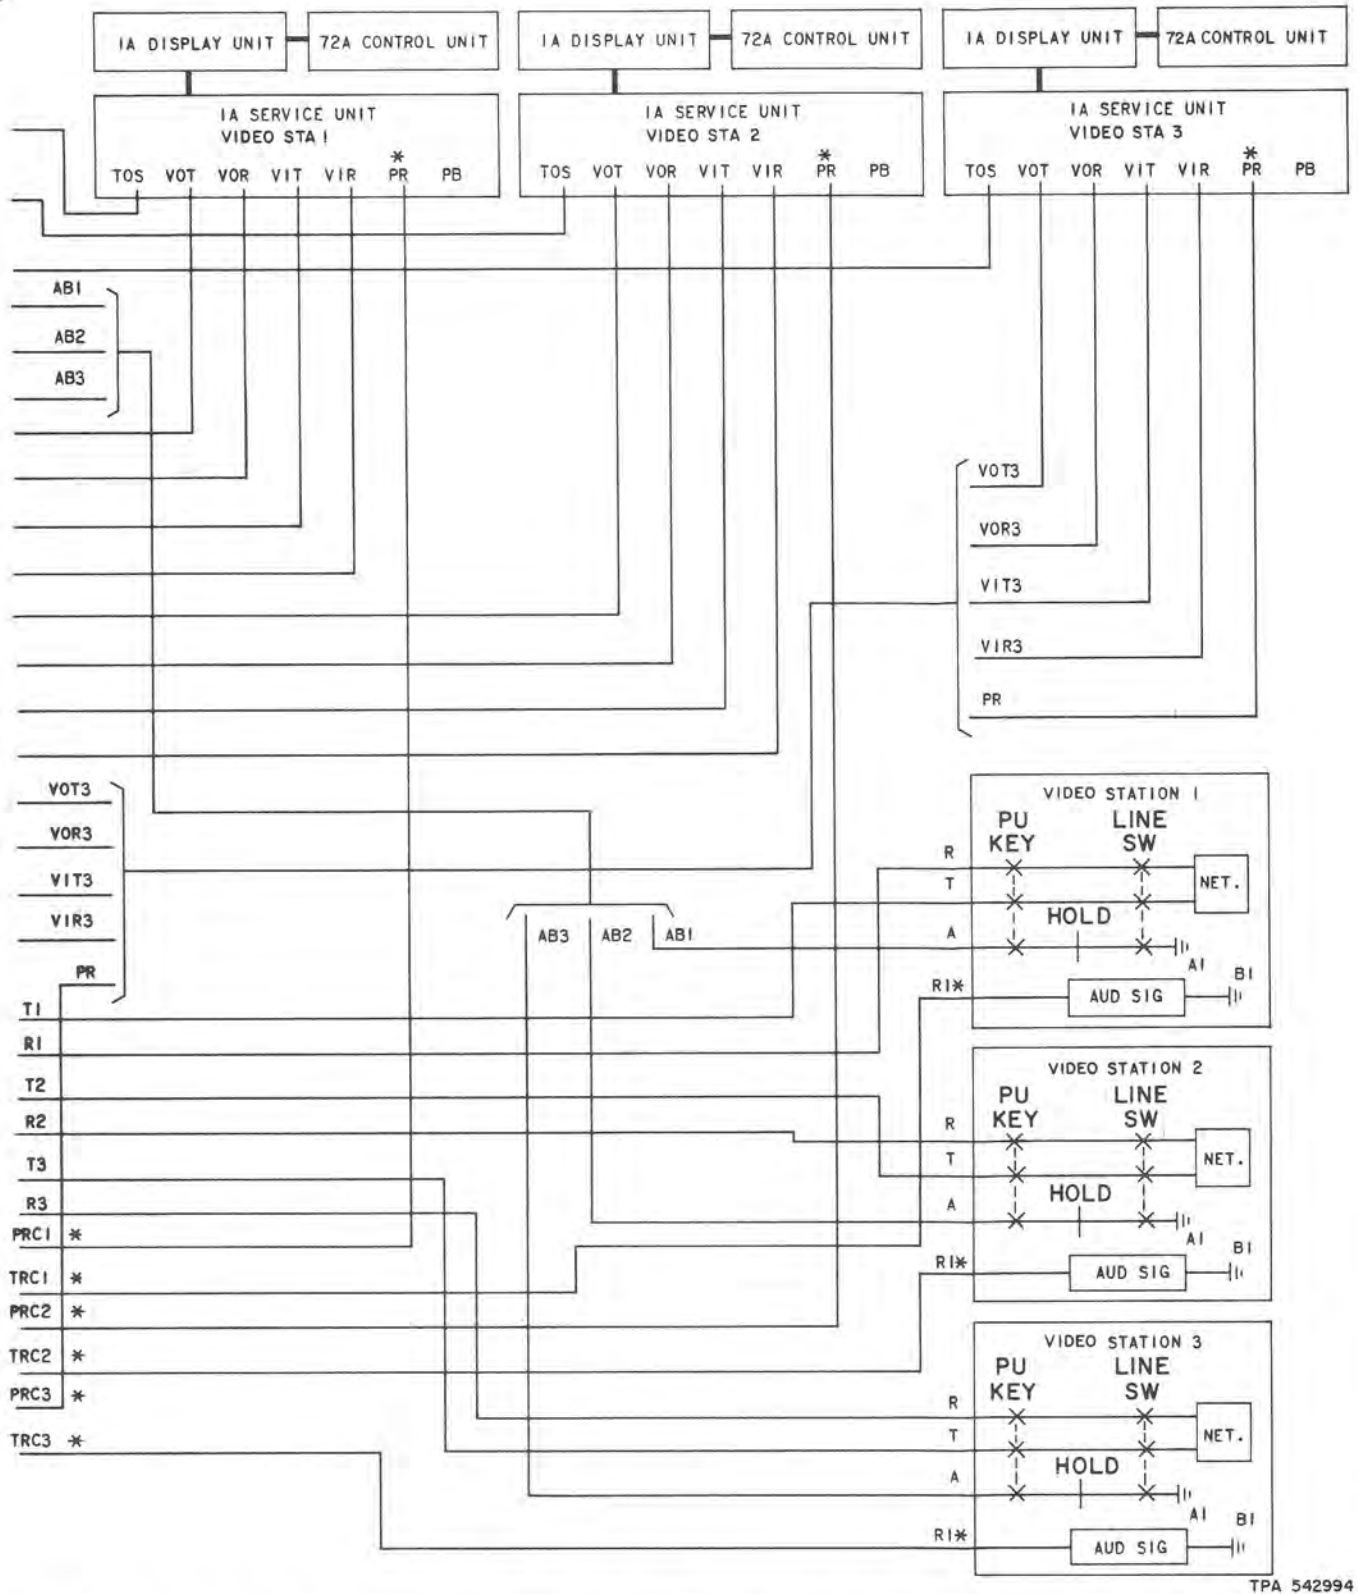 1A DISPLAY UNIT 72A CONTROL UNIT 1A DISPLAY UNIT 72A CONTROL UNIT 1A DISPLAY UNIT 72A CONTROL UNIT
1A SERVICE UNIT
VIDEO STA 1
*
TOS VOT VOR VIT VIR PR PB
1A SERVICE UNIT
VIDEO STA 2
*
TOS VOT VOR VIT VIR PR PB
1A SERVICE UNIT
VIDEO STA 3
*
TOS VOT VOR VIT VIR PR PB
AB1
AB2
AB3
VOT3
VOR3
VIT3
VIR3
PR
VOT3
VOR3
VIT3
VIR3
PR
T1
R1
T2
R2
T3
R3
PRC1 *
TRC1 *
PRC2 *
TRC2 *
PRC3 *
TRC3 *
AB3 AB2 AB1
VIDEO STATION 1
PU KEY
LINE SW
R
T
NET.
HOLD
A
A1
R1*
AUD SIG
B1
VIDEO STATION 2
PU KEY
LINE SW
R
T
NET.
HOLD
A
A1
R1*
AUD SIG
B1
VIDEO STATION 3
PU KEY
LINE SW
R
T
NET.
HOLD
A
A1
R1*
AUD SIG
B1
TPA 542994